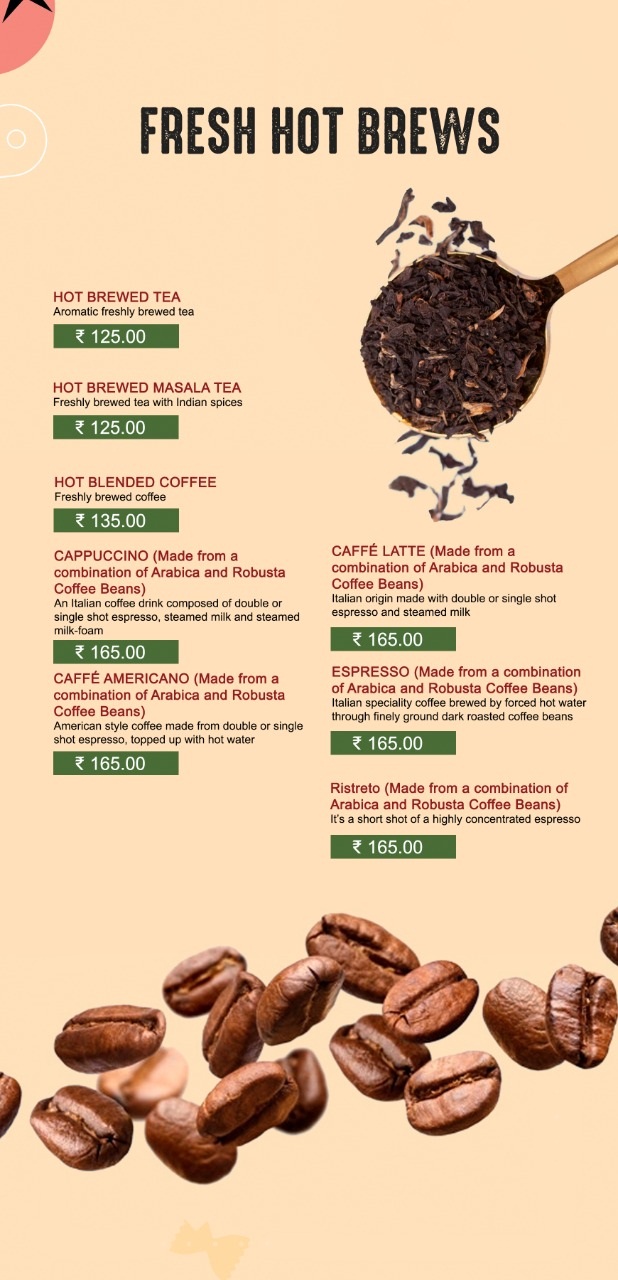 FRESH HOT BREWS
HOT BREWED TEA
Aromatic freshly brewed tea
₹ 125.00
HOT BREWED MASALA TEA
Freshly brewed tea with Indian spices
₹ 125.00
HOT BLENDED COFFEE
Freshly brewed coffee
₹ 135.00
CAPPUCCINO (Made from a
combination of Arabica and Robusta
Coffee Beans)
An Italian coffee drink composed of double or
single shot espresso, steamed milk and steamed
milk-foam
₹ 165.00
CAFFÉ AMERICANO (Made from a
combination of Arabica and Robusta
Coffee Beans)
American style coffee made from double or single
shot espresso, topped up with hot water
₹ 165.00
CAFFÉ LATTE (Made from a
combination of Arabica and Robusta
Coffee Beans)
Italian origin made with double or single shot
espresso and steamed milk
₹ 165.00
ESPRESSO (Made from a combination
of Arabica and Robusta Coffee Beans)
Italian speciality coffee brewed by forced hot water
through finely ground dark roasted coffee beans
₹ 165.00
Ristreto (Made from a combination of
Arabica and Robusta Coffee Beans)
It's a short shot of a highly concentrated espresso
₹ 165.00